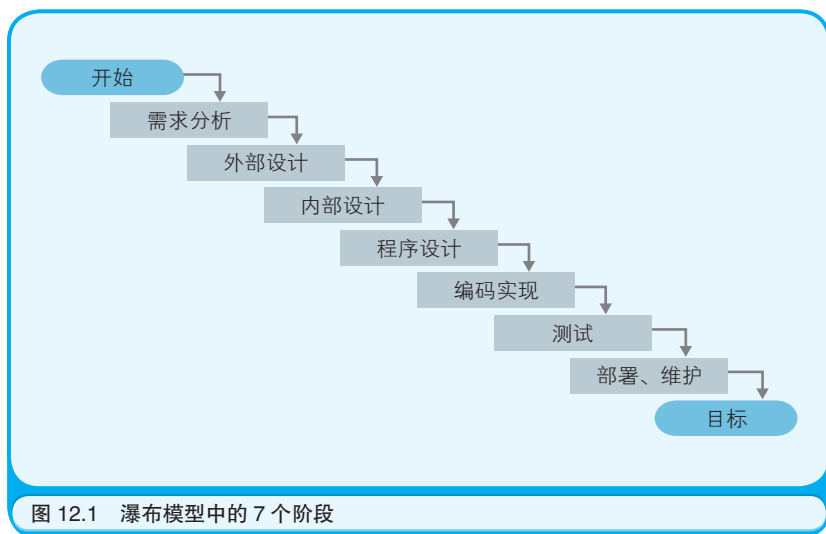 开始
需求分析
外部设计
内部设计
程序设计
编码实现
测试
部署、维护
目标
图 12.1 瀑布模型中的 7 个阶段